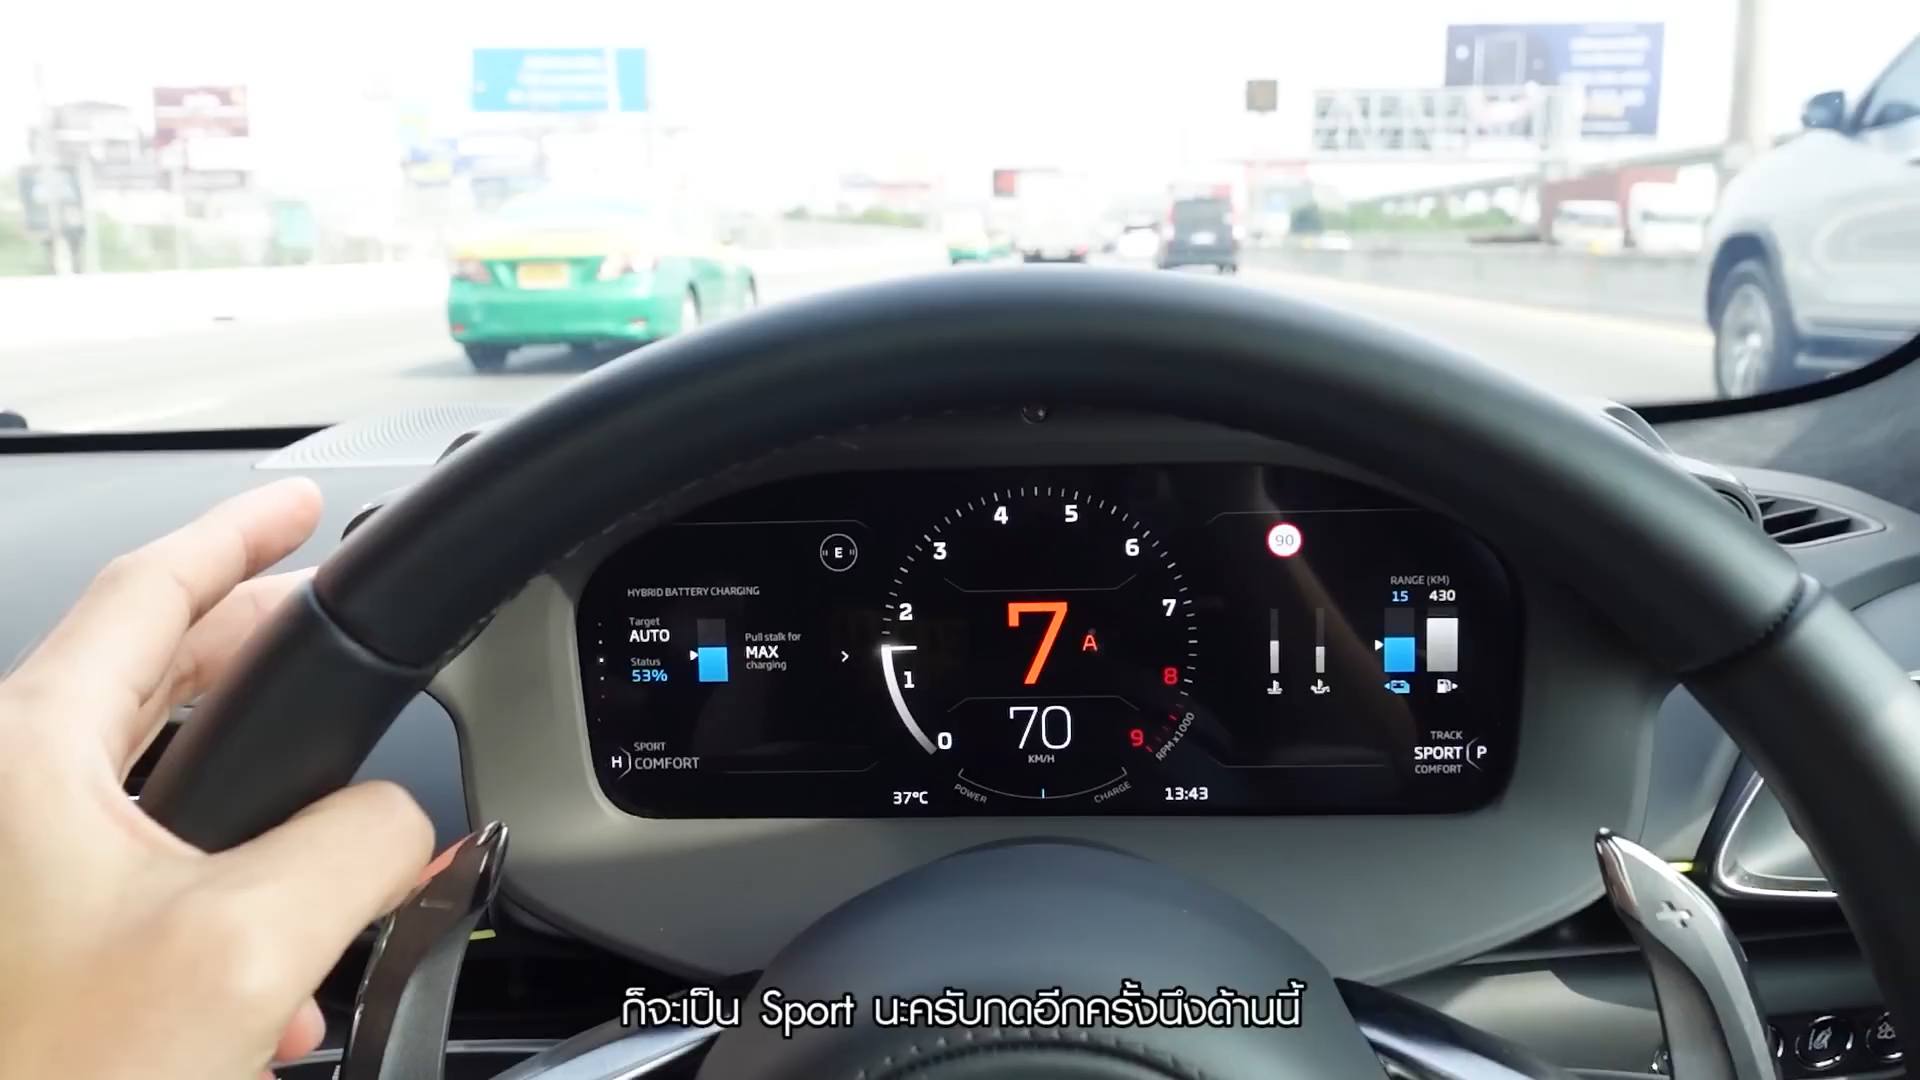 E
HYBRID BATTERY CHARGING
Target
AUTO
Status
53%
Pull stalk for
MAX
charging
SPORT
H COMFORT
0
1
2
3
4
5
6
7
8
9
RPM x1000
7 A
70
KM/H
POWER
CHARGE
37°C
13:43
90
RANGE (KM)
15 430
TRACK
SPORT P
COMFORT
ก็จะเป็น Sport นะครับกดอีกครั้งนึงด้านนี้